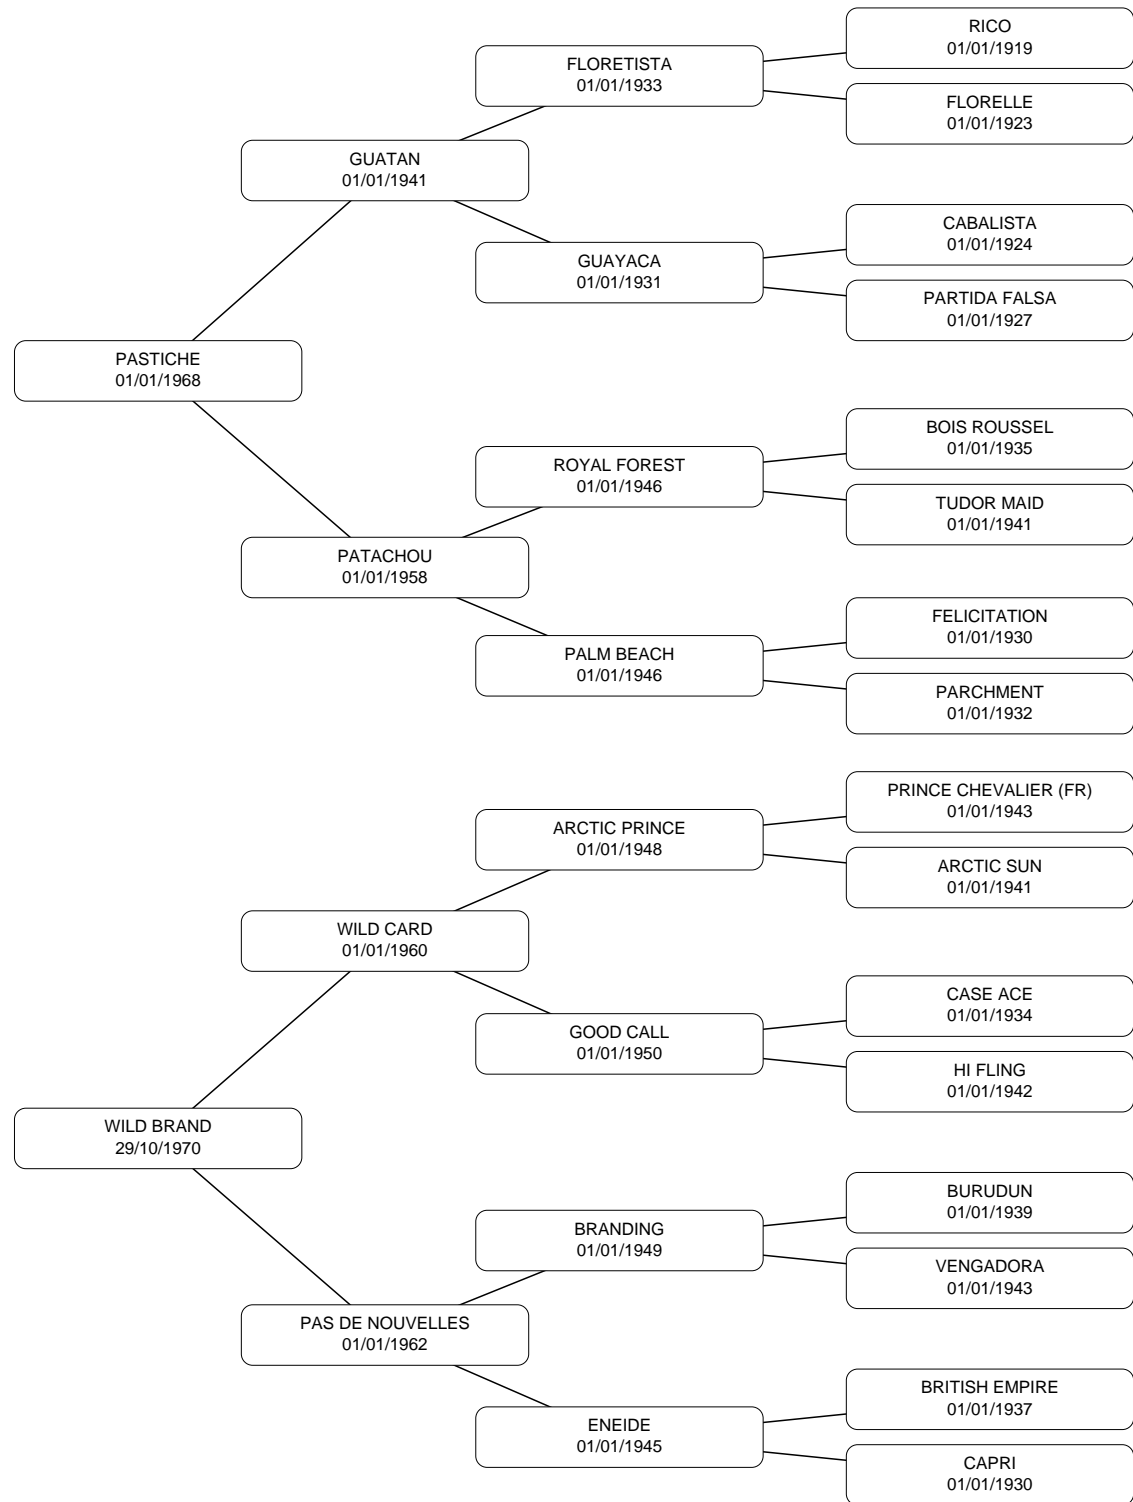 RICO
01/01/1919
FLORETISTA
01/01/1933
FLORELLE
01/01/1923
GUATAN
01/01/1941
CABALISTA
01/01/1924
GUAYACA
01/01/1931
PARTIDA FALSA
01/01/1927
PASTICHE
01/01/1968
BOIS ROUSSEL
01/01/1935
ROYAL FOREST
01/01/1946
TUDOR MAID
01/01/1941
PATACHOU
01/01/1958
FELICITATION
01/01/1930
PALM BEACH
01/01/1946
PARCHMENT
01/01/1932
PRINCE CHEVALIER (FR)
01/01/1943
ARCTIC PRINCE
01/01/1948
ARCTIC SUN
01/01/1941
WILD CARD
01/01/1960
CASE ACE
01/01/1934
GOOD CALL
01/01/1950
HI FLING
01/01/1942
WILD BRAND
29/10/1970
BURUDUN
01/01/1939
BRANDING
01/01/1949
VENGADORA
01/01/1943
PAS DE NOUVELLES
01/01/1962
BRITISH EMPIRE
01/01/1937
ENEIDE
01/01/1945
CAPRI
01/01/1930